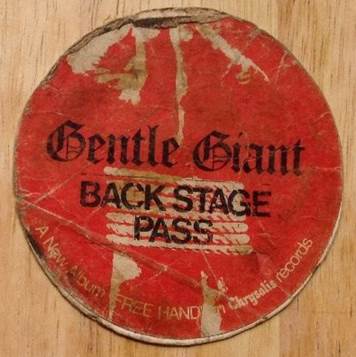 Gentle Giant
BACK STAGE
PASS
A New Album "FREE HAND" on Chrysalis records